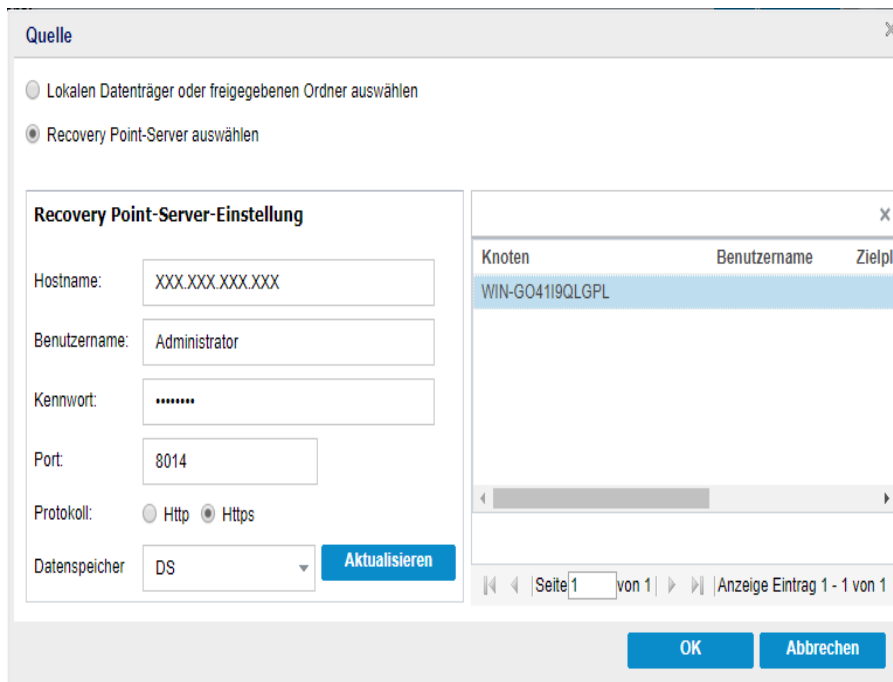 Quelle
Lokalen Datenträger oder freigegebenen Ordner auswählen
Recovery Point-Server auswählen
Recovery Point-Server-Einstellung
Hostname: XXX.XXX.XXX.XXX
Benutzername: Administrator
Kennwort: ••••••••
Port: 8014
Protokoll: Http Https
Datenspeicher DS Aktualisieren
Knoten Benutzername Zielpl
WIN-GO41I9QLGPL
Seite 1 von 1 Anzeige Eintrag 1 - 1 von 1
OK Abbrechen